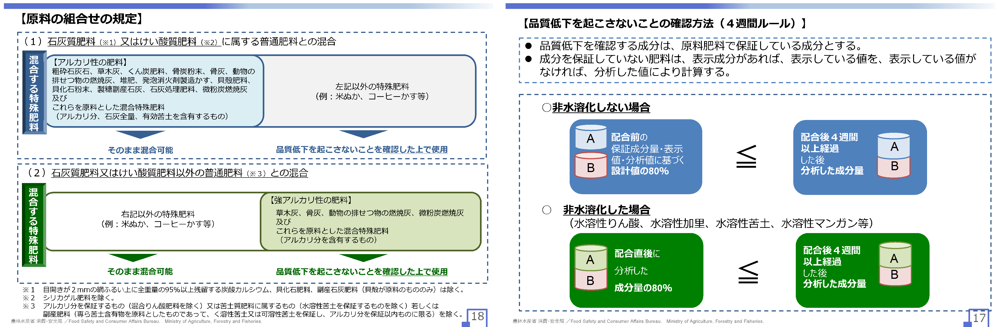 【原料の組合せの規定】
（１）石灰質肥料（※1）又はけい酸質肥料（※2）に属する普通肥料との混合
混合する特殊肥料
【アルカリ性の肥料】
粗砕石灰石、草木灰、くん炭肥料、骨炭粉末、骨灰、動物の
排せつ物の燃焼灰、堆肥、発泡消火剤製造かす、貝殻肥料、
貝化石粉末、製糖副産石灰、石灰処理肥料、微粉炭燃焼灰
及び
これらを原料とした混合特殊肥料
（アルカリ分、石灰全量、有効苦土を含有するもの）
左記以外の特殊肥料
（例：米ぬか、コーヒーかす等）
そのまま混合可能
品質低下を起こさないことを確認した上で使用
（２）石灰質肥料又はけい酸質肥料以外の普通肥料（※３）との混合
混合する特殊肥料
右記以外の特殊肥料
（例：米ぬか、コーヒーかす等）
【強アルカリ性の肥料】
草木灰、骨灰、動物の排せつ物の燃焼灰、微粉炭燃焼灰
及び
これらを原料とした混合特殊肥料
（アルカリ分を含有するもの）
そのまま混合可能
品質低下を起こさないことを確認した上で使用
※１　目開きが２mmの網ふるい上に全重量の95%以上残留する炭酸カルシウム、貝化石肥料、副産石灰肥料（貝殻が原料のもののみ）は除く。
※２　シリカゲル肥料を除く。
※３　アルカリ分を保証するもの（混合りん酸肥料を除く）又は苦土質肥料に属するもの（水溶性苦土を保証するものを除く）若しくは
副産肥料（専ら苦土含有物を原料としたものであって、く溶性苦土又は可溶性苦土を保証し、アルカリ分を保証以内ものに限る）を除く。
農林水産省 消費・安全局 ／Food Safety and Consumer Affairs Bureau.　Ministry of Agriculture, Forestry and Fisheries.
18
【品質低下を起こさないことの確認方法（４週間ルール）】
● 品質低下を確認する成分は、原料肥料で保証している成分とする。
● 成分を保証していない肥料は、表示成分があれば、表示している値を、表示している値が
なければ、分析した値により計算する。
○非水溶化しない場合
A
B
配合前の
保証成分量・表示
値・分析値に基づく
設計値の80%
≦
配合後４週間
以上経過
した後
分析した成分量
A
B
○　非水溶化した場合
（水溶性りん酸、水溶性加里、水溶性苦土、水溶性マンガン等）
A
B
配合直後に
分析した
成分量の80%
≦
配合後４週間
以上経過
した後
分析した成分量
A
B
農林水産省 消費・安全局 ／Food Safety and Consumer Affairs Bureau.　Ministry of Agriculture, Forestry and Fisheries.
17